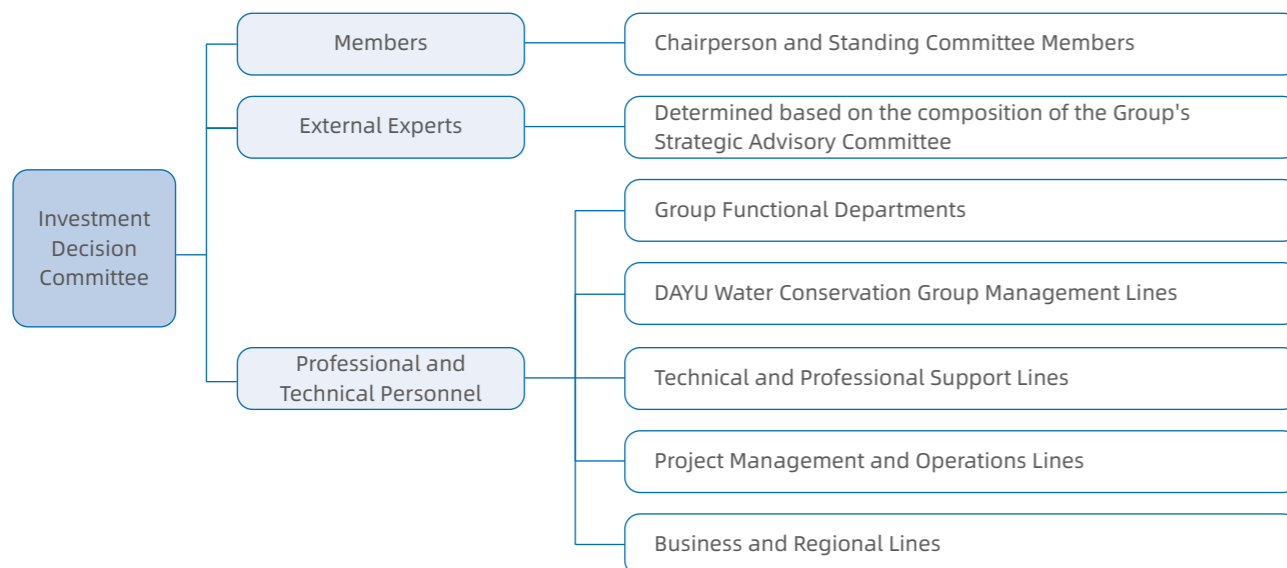 Members
Chairperson and Standing Committee Members
External Experts
Determined based on the composition of the Group's
Strategic Advisory Committee
Investment
Decision
Committee
Group Functional Departments
DAYU Water Conservation Group Management Lines
Professional and
Technical Personnel
Technical and Professional Support Lines
Project Management and Operations Lines
Business and Regional Lines